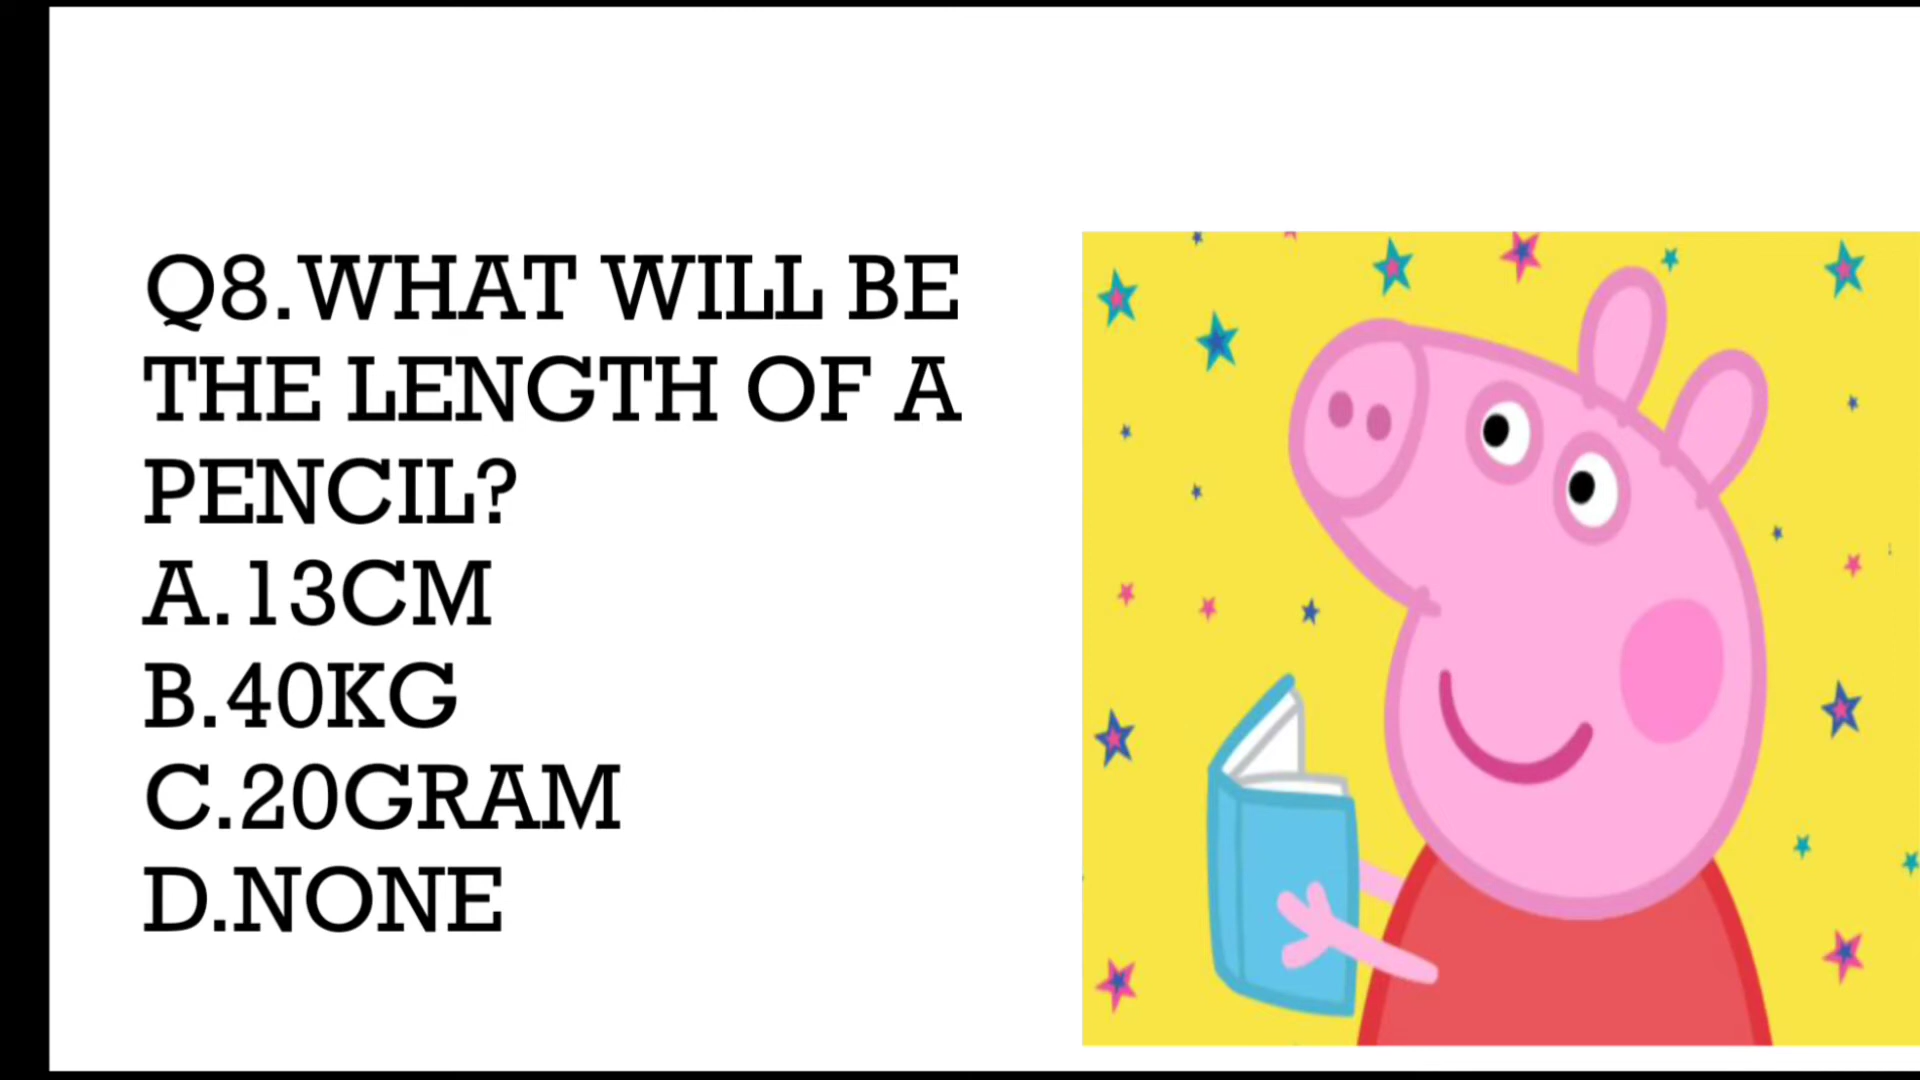 Q8.WHAT WILL BE
THE LENGTH OF A
PENCIL?
A.13CM
B.40KG
C.20GRAM
D.NONE